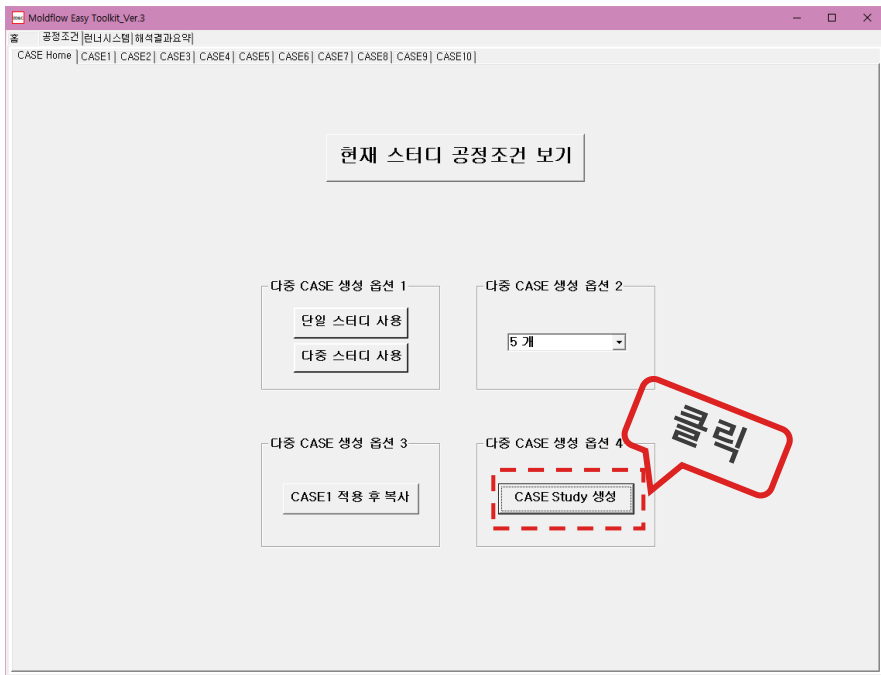 Moldflow Easy Toolkit_Ver.3
홈 공정조건 런너시스템 해석결과요약
CASE Home CASE1 CASE2 CASE3 CASE4 CASE5 CASE6 CASE7 CASE8 CASE9 CASE10
현재 스터디 공정조건 보기
다중 CASE 생성 옵션 1
단일 스터디 사용
다중 스터디 사용
다중 CASE 생성 옵션 2
5 개
다중 CASE 생성 옵션 3
CASE1 적용 후 복사
다중 CASE 생성 옵션 4
CASE Study 생성
클릭